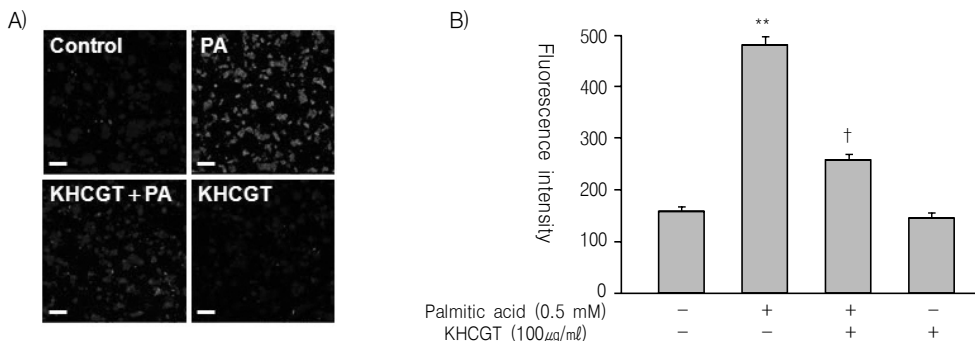 A)
Control
PA
KHCGT + PA
KHCGT
B)
Fluorescence intensity
500
400
300
200
100
0
**
†
Palmitic acid (0.5 mM) − + + −
KHCGT (100㎍/㎖) − − + +